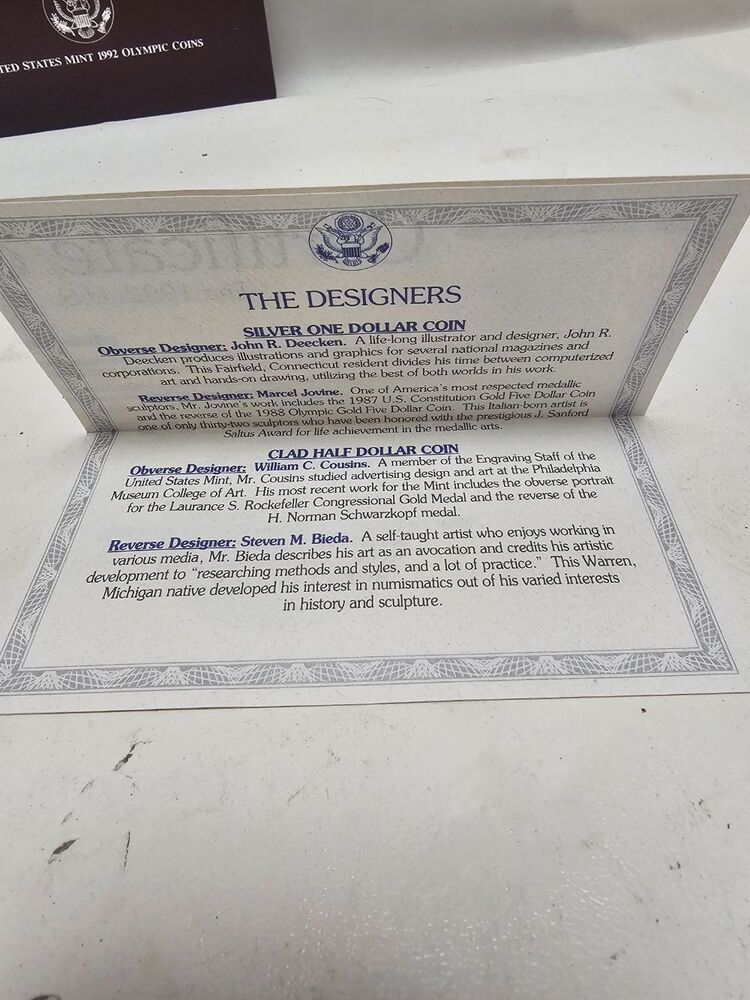 TED STATES MINT 1992 OLYMPIC COINS
THE DESIGNERS
SILVER ONE DOLLAR COIN
Obverse Designer: John R. Deecken. A life-long illustrator and designer, John R.
Deecken produces illustrations and graphics for several national magazines and
corporations. This Fairfield, Connecticut resident divides his time between computerized
art and hands-on drawing, utilizing the best of both worlds in his work.
Reverse Designer: Marcel Jovine. One of America's most respected medallic
sculptors, Mr. Jovine's work includes the 1987 U.S. Constitution Gold Five Dollar Coin
and the reverse of the 1988 Olympic Gold Five Dollar Coin. This Italian-born artist is
one of only thirty-two sculptors who have been honored with the prestigious J. Sanford
Saltus Award for life achievement in the medallic arts.
CLAD HALF DOLLAR COIN
Obverse Designer: William C. Cousins. A member of the Engraving Staff of the
United States Mint, Mr. Cousins studied advertising design and art at the Philadelphia
Museum College of Art. His most recent work for the Mint includes the obverse portrait
for the Laurance S. Rockefeller Congressional Gold Medal and the reverse of the
H. Norman Schwarzkopf medal.
Reverse Designer: Steven M. Bieda. A self-taught artist who enjoys working in
various media, Mr. Bieda describes his art as an avocation and credits his artistic
development to “researching methods and styles, and a lot of practice.” This Warren,
Michigan native developed his interest in numismatics out of his varied interests
in history and sculpture.